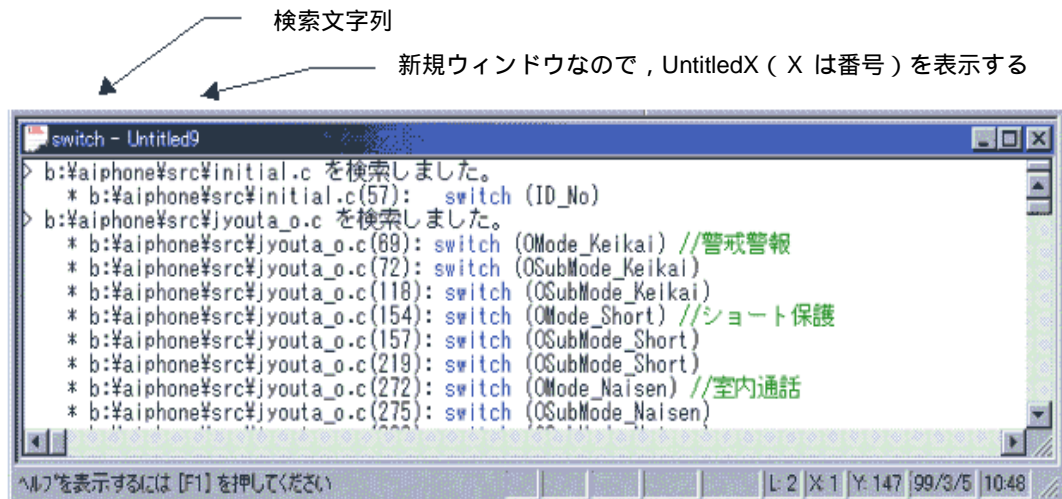 検索文字列
新規ウィンドウなので，UntitledX（ X は番号）を表示する
switch - Untitled9
> b:¥aiphone¥src¥initial.c を検索しました。
* b:¥aiphone¥src¥initial.c(57): switch (ID_No)
> b:¥aiphone¥src¥jyouta_o.c を検索しました。
* b:¥aiphone¥src¥jyouta_o.c(69): switch (OMode_Keikai) //警戒警報
* b:¥aiphone¥src¥jyouta_o.c(72): switch (OSubMode_Keikai)
* b:¥aiphone¥src¥jyouta_o.c(118): switch (OSubMode_Keikai)
* b:¥aiphone¥src¥jyouta_o.c(154): switch (OMode_Short) //ショート保護
* b:¥aiphone¥src¥jyouta_o.c(157): switch (OSubMode_Short)
* b:¥aiphone¥src¥jyouta_o.c(219): switch (OSubMode_Short)
* b:¥aiphone¥src¥jyouta_o.c(272): switch (OMode_Naisen) //室内通話
* b:¥aiphone¥src¥jyouta_o.c(275): switch (OSubMode_Naisen)
ﾍﾙﾌﾟを表示するには [F1] を押してください L: 2 X: 1 Y: 147 99/3/5 10:48